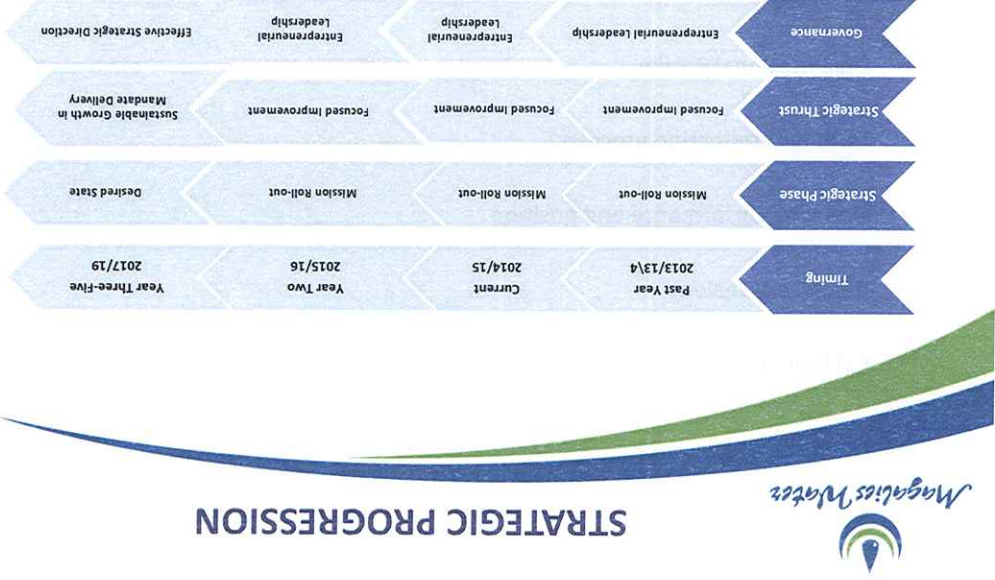 Magalies Water
STRATEGIC PROGRESSION
Timing
Past Year
2013/13\4
Current
2014/15
Year Two
2015/16
Year Three-Five
2017/19
Strategic Phase
Mission Roll-out
Mission Roll-out
Mission Roll-out
Desired State
Strategic Thrust
Focused Improvement
Focused Improvement
Focused Improvement
Sustainable Growth in
Mandate Delivery
Governance
Entrepreneurial Leadership
Entrepreneurial
Leadership
Entrepreneurial
Leadership
Effective Strategic Direction